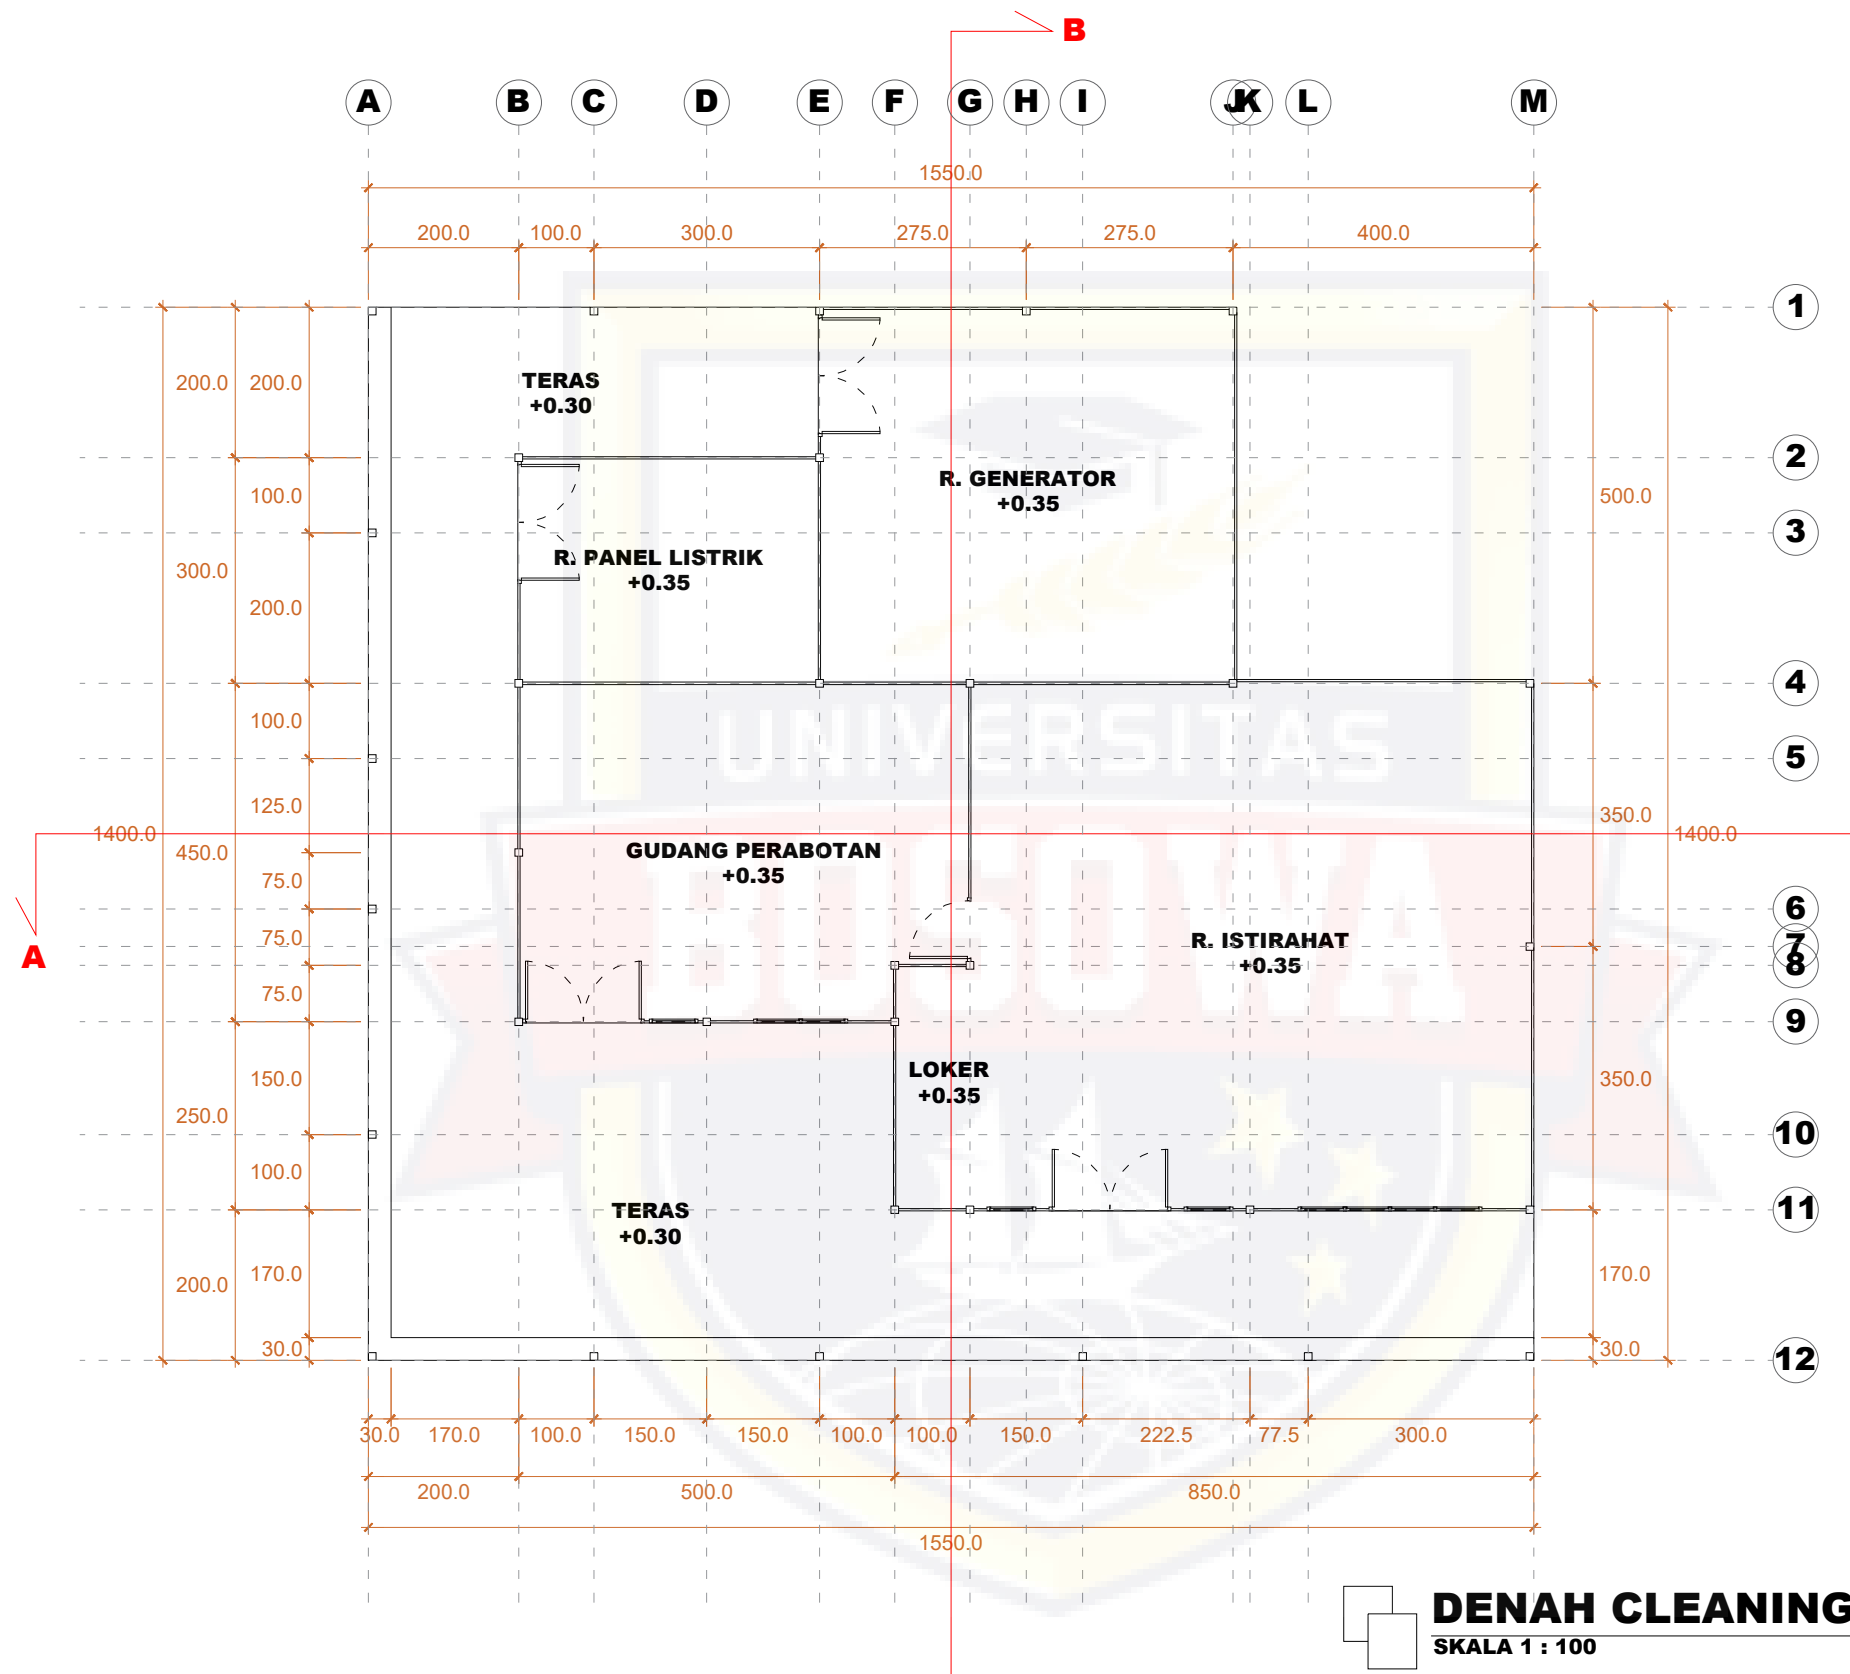 B
A B C D E F G H I J K L M
1550.0
200.0 100.0 300.0 275.0 275.0 400.0
1
200.0 200.0
TERAS
+0.30
2
R. GENERATOR
+0.35
100.0
500.0
3
R. PANEL LISTRIK
+0.35
300.0
200.0
4
100.0
UNIVERSITAS
5
125.0
350.0
1400.0
1400.0
450.0
GUDANG PERABOTAN
+0.35
BOSOWA
75.0
6
75.0
R. ISTIRAHAT
+0.35
7
A
8
75.0
9
LOKER
+0.35
150.0
350.0
250.0
10
100.0
TERAS
+0.30
11
170.0
170.0
200.0
30.0
30.0
12
30.0 170.0 100.0 150.0 150.0 100.0 100.0 150.0 222.5 77.5 300.0
200.0 500.0 850.0
1550.0
DENAH CLEANING
SKALA 1 : 100